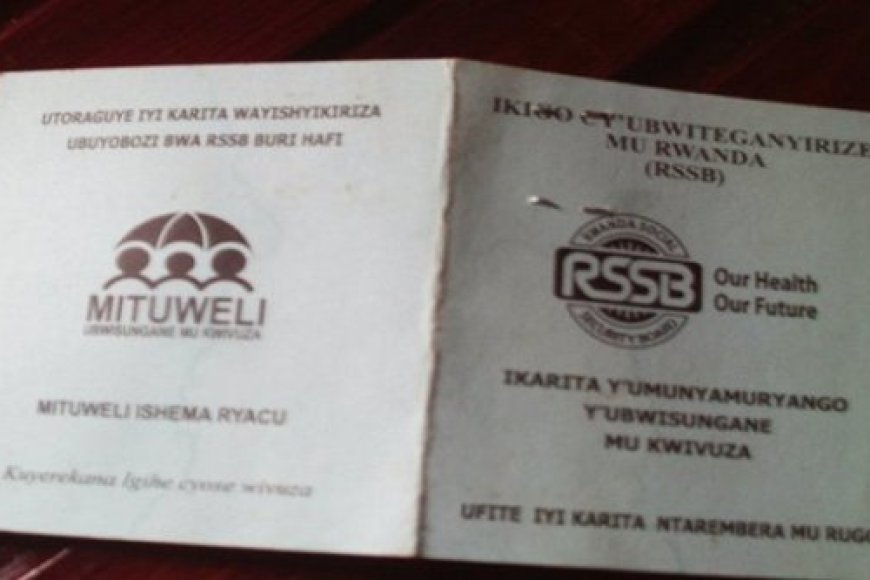 UTORAGUYE IYI KARITA WAYISHYIKIRIZA
UBUYOBOZI BWA RSSB BURI HAFI
MITUWELI
UBWISUNGANE MU KWIVUZA
MITUWELI ISHEMA RYACU
Kuyerekana Igihe cyose wivuza
IKIGO CY'UBWITEGANYIRIZE
MU RWANDA
(RSSB)
RWANDA SOCIAL
RSSB
SECURITY BOARD
Our Health
Our Future
IKARITA Y'UMUNYAMURYANGO
Y'UBWISUNGANE
MU KWIVUZA
UFITE IYI KARITA NTAREMBERA MU RUGO